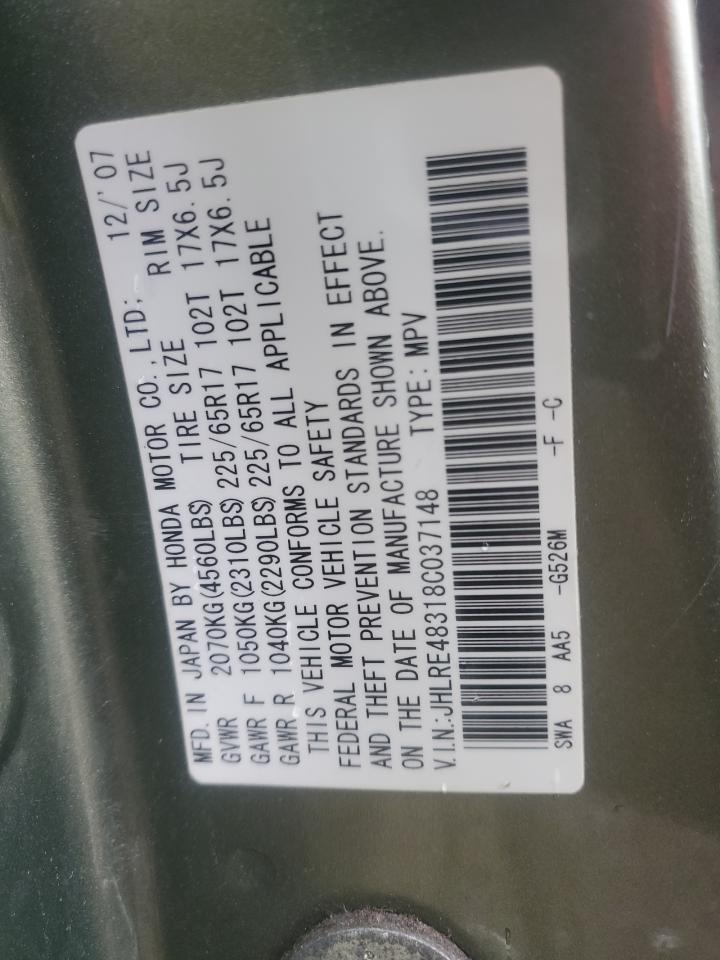 MFD. IN JAPAN BY HONDA MOTOR CO., LTD; 12/'07
GVWR 2070KG(4560LBS) TIRE SIZE RIM SIZE
GAWR F 1050KG(2310LBS) 225/65R17 102T 17X6.5J
GAWR R 1040KG(2290LBS) 225/65R17 102T 17X6.5J
THIS VEHICLE CONFORMS TO ALL APPLICABLE
FEDERAL MOTOR VEHICLE SAFETY
AND THEFT PREVENTION STANDARDS IN EFFECT
ON THE DATE OF MANUFACTURE SHOWN ABOVE.
V.I.N.:JHLRE48318C037148 TYPE: MPV
SWA 8 AA5 -G526M -F -C